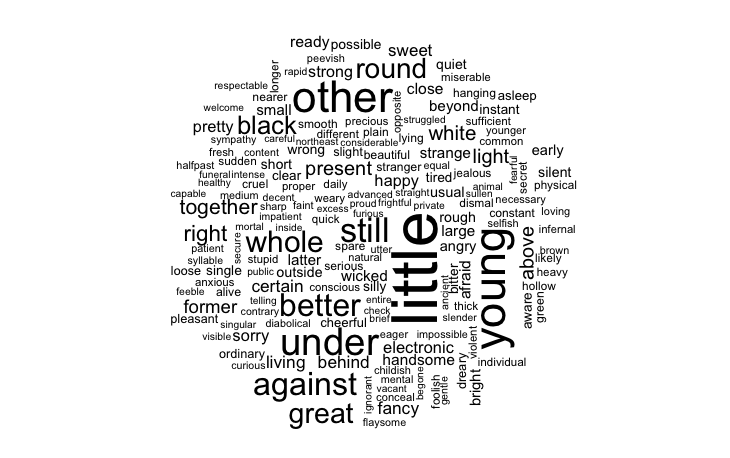 ready possible sweet
peevish
longer rapid strong round quiet
miserable
respectable nearer other close hanging asleep
opposite
welcome small beyond instant
pretty black smooth precious struggled sufficient
different plain lying white younger
sympathy careful northeast considerable common
fresh content wrong slight beautiful strange light early
halfpast sudden short present stranger equal fearful secret silent
funeral intense clear happy tired jealous physical
capable healthy cruel proper daily animal
medium decent weary advanced straight usual necessary
together sharp faint excess proud frightful private dismal loving
impatient quick furious rough constant selfish
right mortal inside still little large young above infernal
patient secure whole spare utter angry brown
syllable stupid latter natural likely
loose single public outside serious wicked bitter afraid heavy
anxious certain conscious silly ancient hollow
feeble alive telling better entire aware green
former contrary check thick
pleasant singular diabolical cheerful brief slender
visible sorry under eager impossible violent
ordinary electronic
curious living behind handsome individual
childish dreary bright
against mental
vacant begone foolish gentle
ignorant conceal
great fancy
flaysome